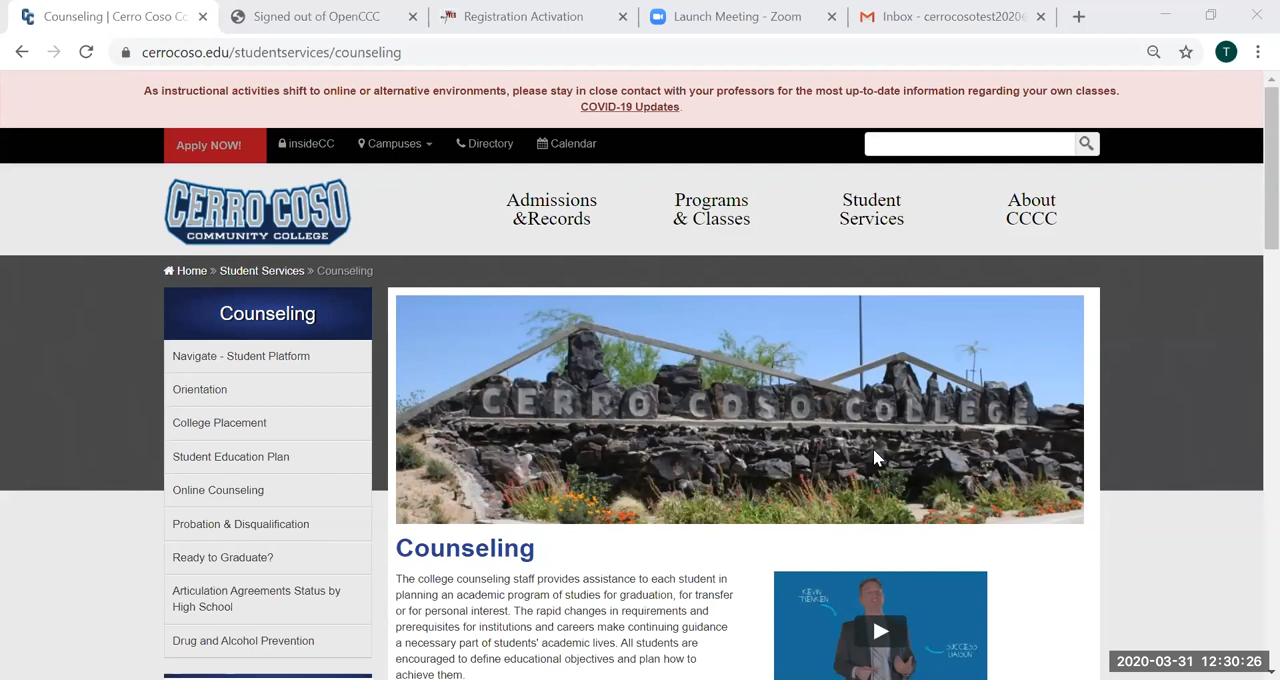 Counseling | Cerro Coso Cc
Signed out of OpenCCC
Registration Activation
Launch Meeting - Zoom
Inbox - cerrocosotest2020@
cerrocoso.edu/studentservices/counseling
T
As instructional activities shift to online or alternative environments, please stay in close contact with your professors for the most up-to-date information regarding your own classes.
COVID-19 Updates.
Apply NOW!
insideCC
Campuses
Directory
Calendar
CERRO COSO
COMMUNITY COLLEGE
Admissions
&Records
Programs
& Classes
Student
Services
About
CCCC
Home » Student Services » Counseling
Counseling
Navigate - Student Platform
Orientation
College Placement
Student Education Plan
Online Counseling
Probation & Disqualification
Ready to Graduate?
Articulation Agreements Status by
High School
Drug and Alcohol Prevention
CERRO COSO COLLEGE
Counseling
The college counseling staff provides assistance to each student in
planning an academic program of studies for graduation, for transfer
or for personal interest. The rapid changes in requirements and
prerequisites for institutions and careers make continuing guidance
a necessary part of students' academic lives. All students are
encouraged to define educational objectives and plan how to
achieve them.
KEVIN
TIENKEN
SUCCESS
LIAISON
2020-03-31 12:30:26